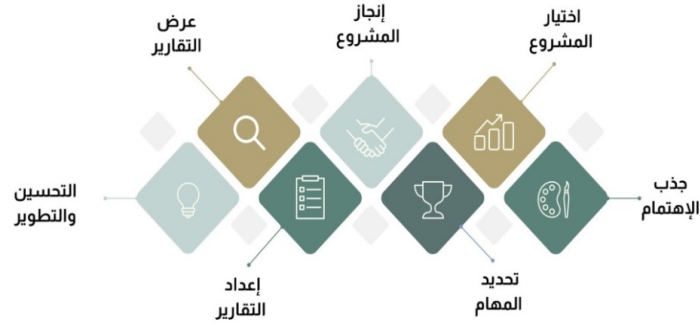 جذب
الإهتمام
اختيار
المشروع
تحديد
المهام
إنجاز
المشروع
إعداد
التقارير
عرض
التقارير
التحسين
والتطوير